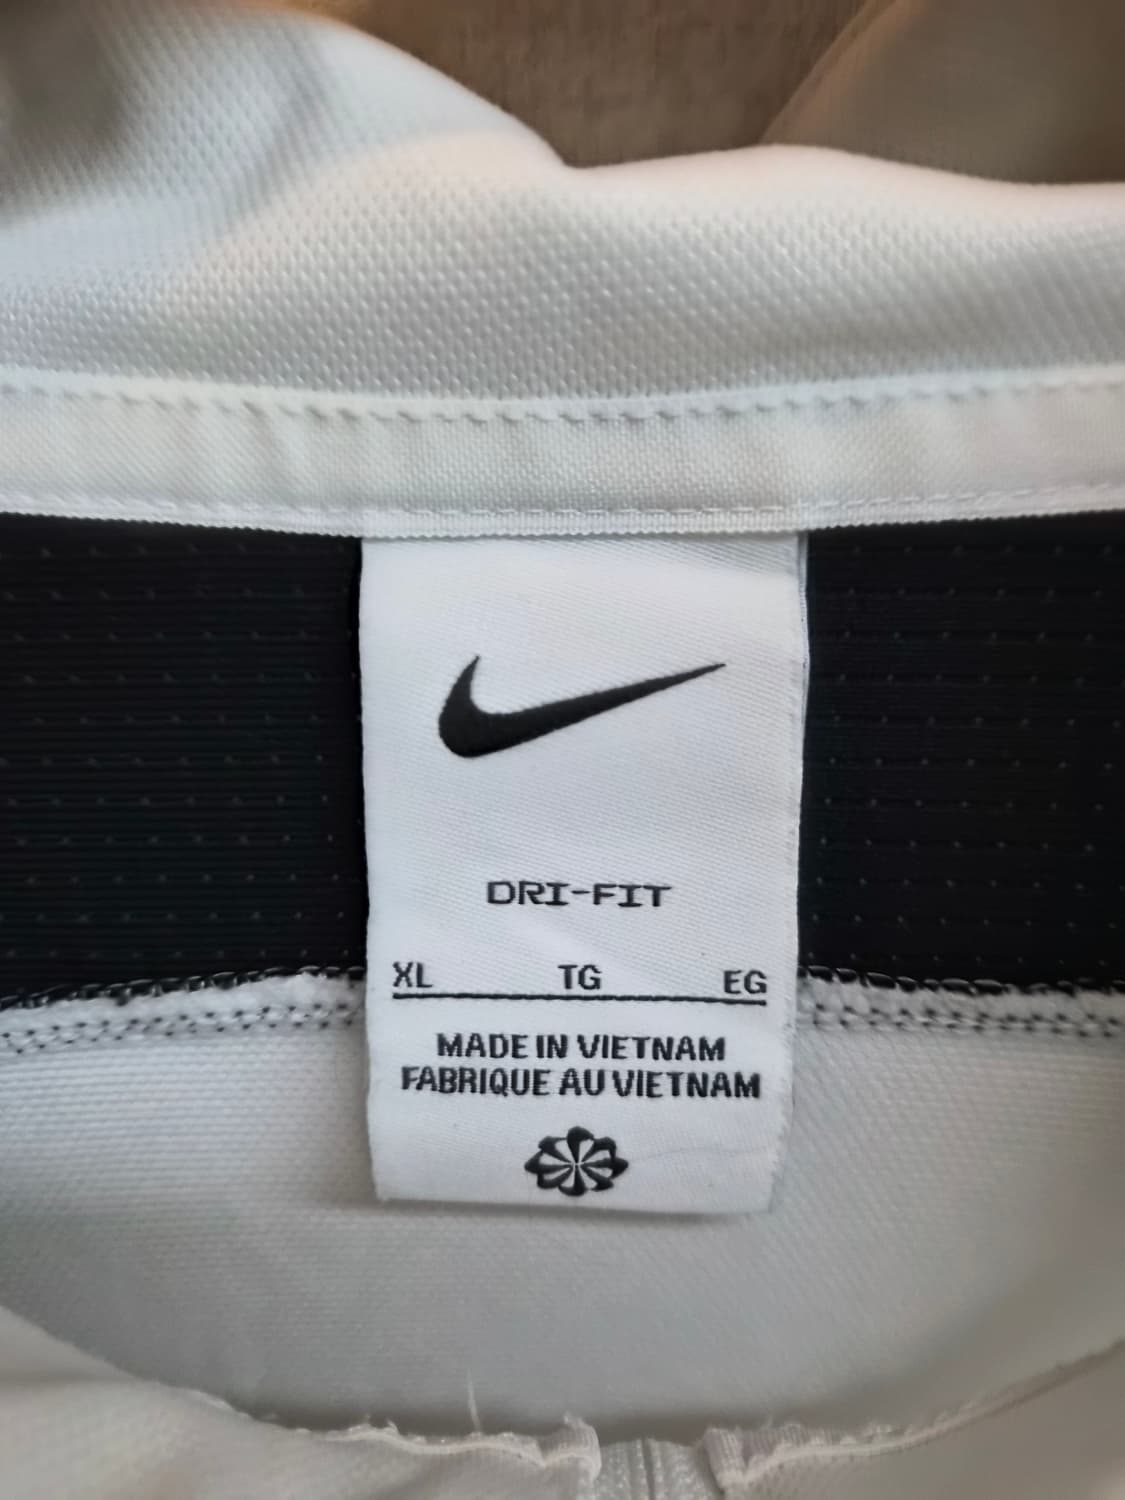 DRI-FIT
XL TG EG
MADE IN VIETNAM
FABRIQUE AU VIETNAM